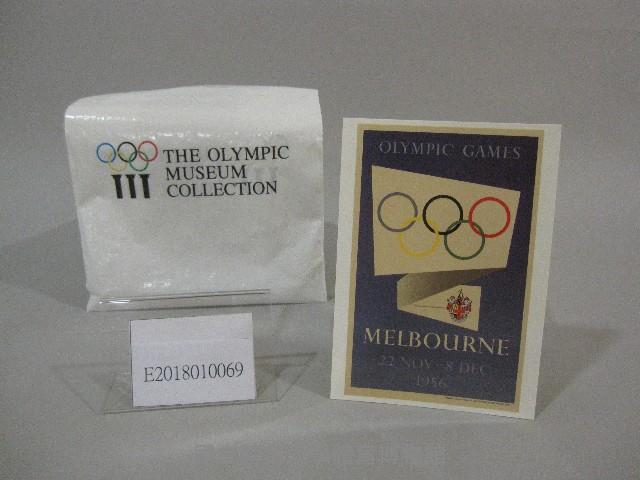 THE OLYMPIC
MUSEUM
COLLECTION
E2018010069
OLYMPIC GAMES
MELBOURNE
22 NOV - 8 DEC
1956